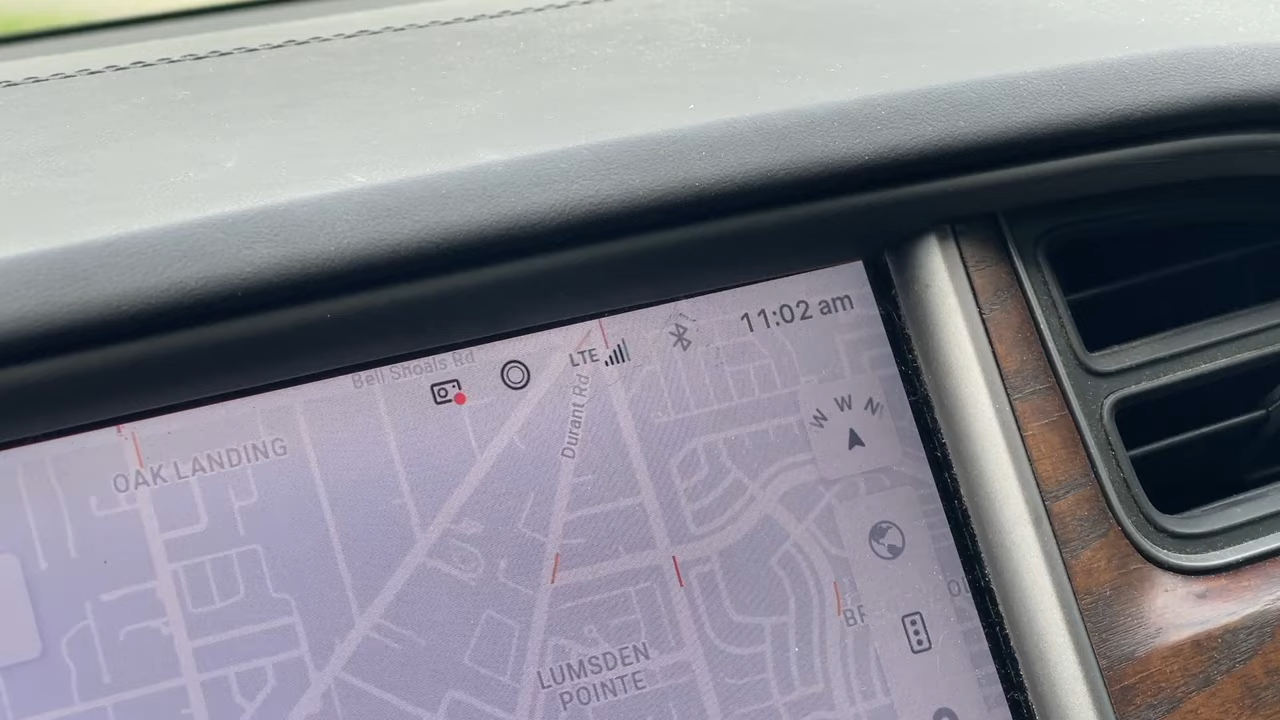 11:02 am
LTE
Bell Shoals Rd
Durant Rd
W W N
OAK LANDING
LUMSDEN
POINTE